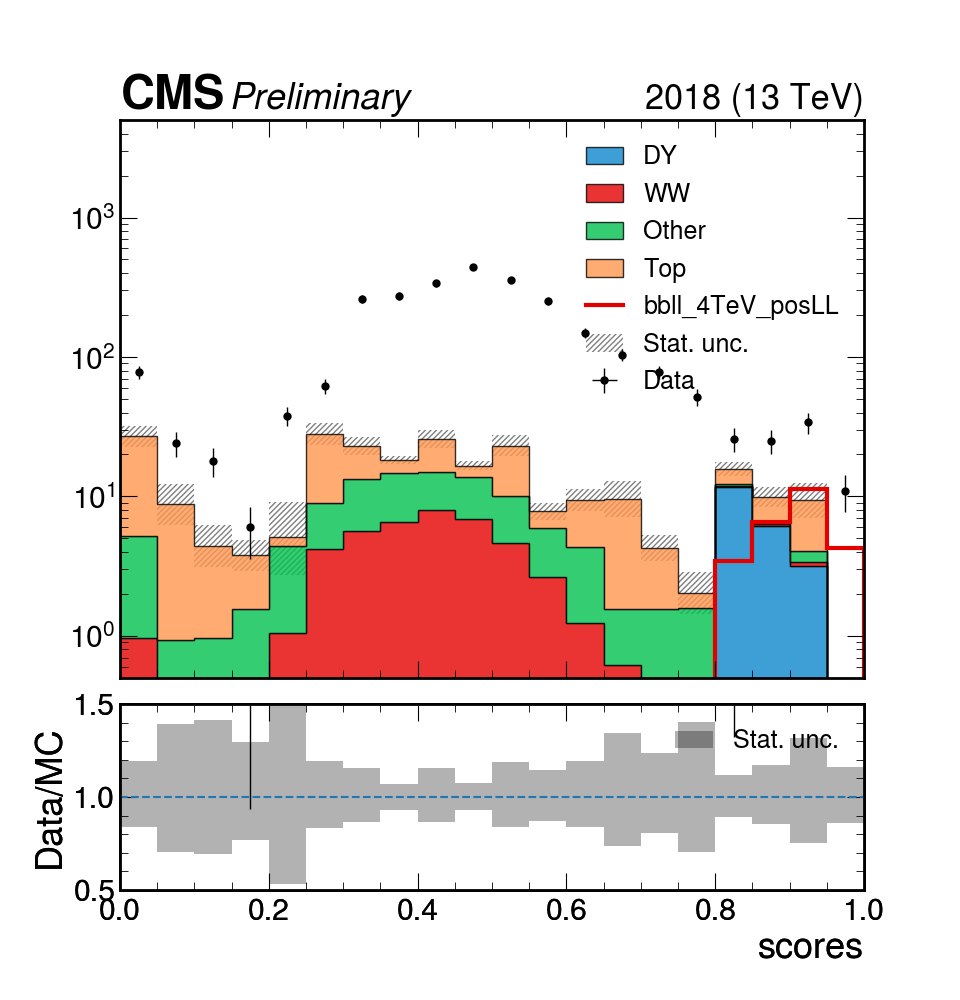 CMS Preliminary 2018 (13 TeV)
DY
WW
Other
Top
bbll_4TeV_posLL
Stat. unc.
Data
10³
10²
10¹
10⁰
Stat. unc.
1.5
1.0
0.5
Data/MC
0.0 0.2 0.4 0.6 0.8 1.0
scores